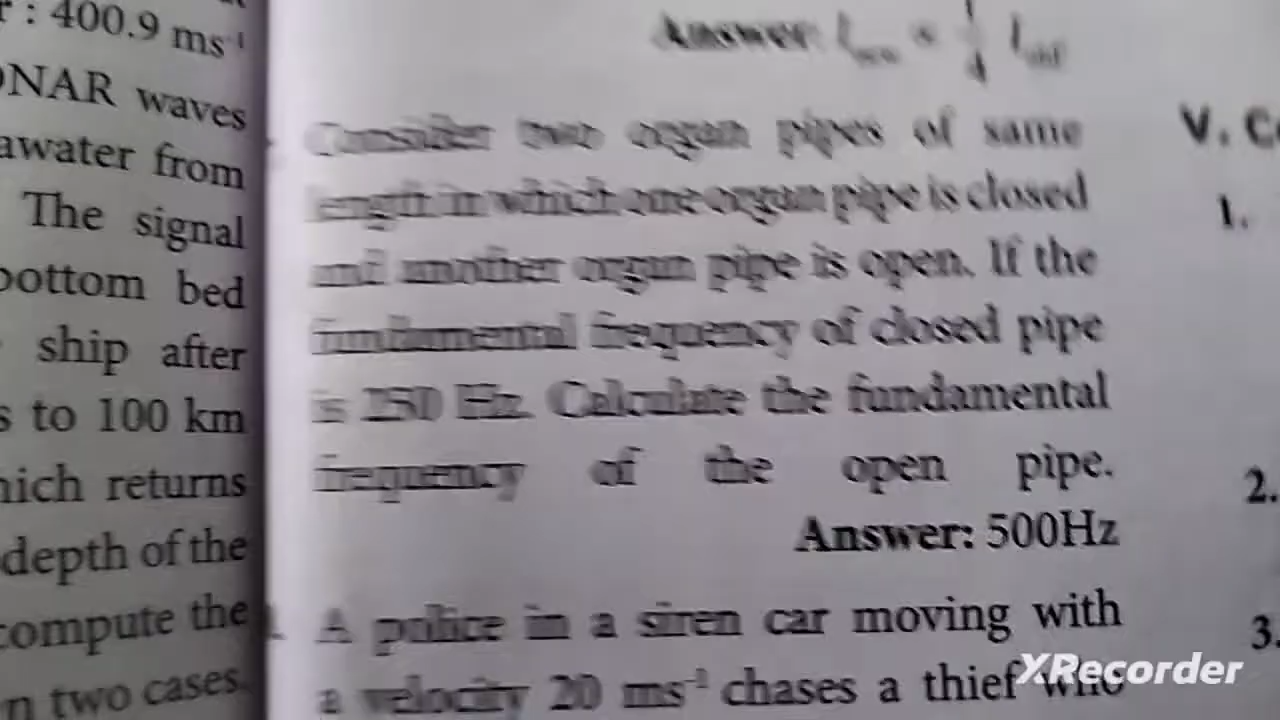 : 400.9 ms⁻¹
NAR waves
awater from
The signal
bottom bed
ship after
s to 100 km
hich returns
depth of the
compute the
n two cases.
Answer:
Consider two organ pipes of same
length in which one organ pipe is closed
and another organ pipe is open. If the
fundamental frequency of closed pipe
is 250 Hz. Calculate the fundamental
frequency of the open pipe.
Answer: 500Hz
A police in a siren car moving with
a velocity 20 ms⁻¹ chases a thief who
V. C
1.
2.
3.
XRecorder